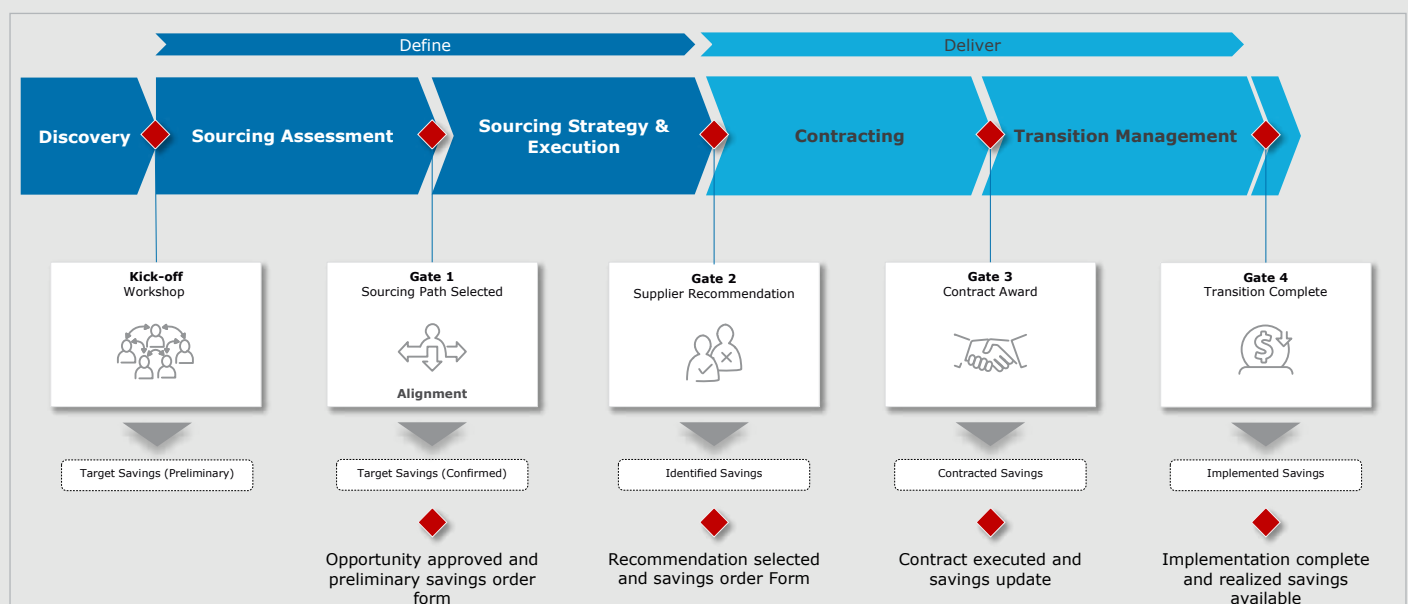 Define
Deliver
Discovery
Sourcing Assessment
Sourcing Strategy &
Execution
Contracting
Transition Management
Kick-off
Workshop
Gate 1
Sourcing Path Selected
Alignment
Gate 2
Supplier Recommendation
Gate 3
Contract Award
Gate 4
Transition Complete
$
Target Savings (Preliminary)
Target Savings (Confirmed)
Identified Savings
Contracted Savings
Implemented Savings
Opportunity approved and
preliminary savings order
form
Recommendation selected
and savings order Form
Contract executed and
savings update
Implementation complete
and realized savings
available